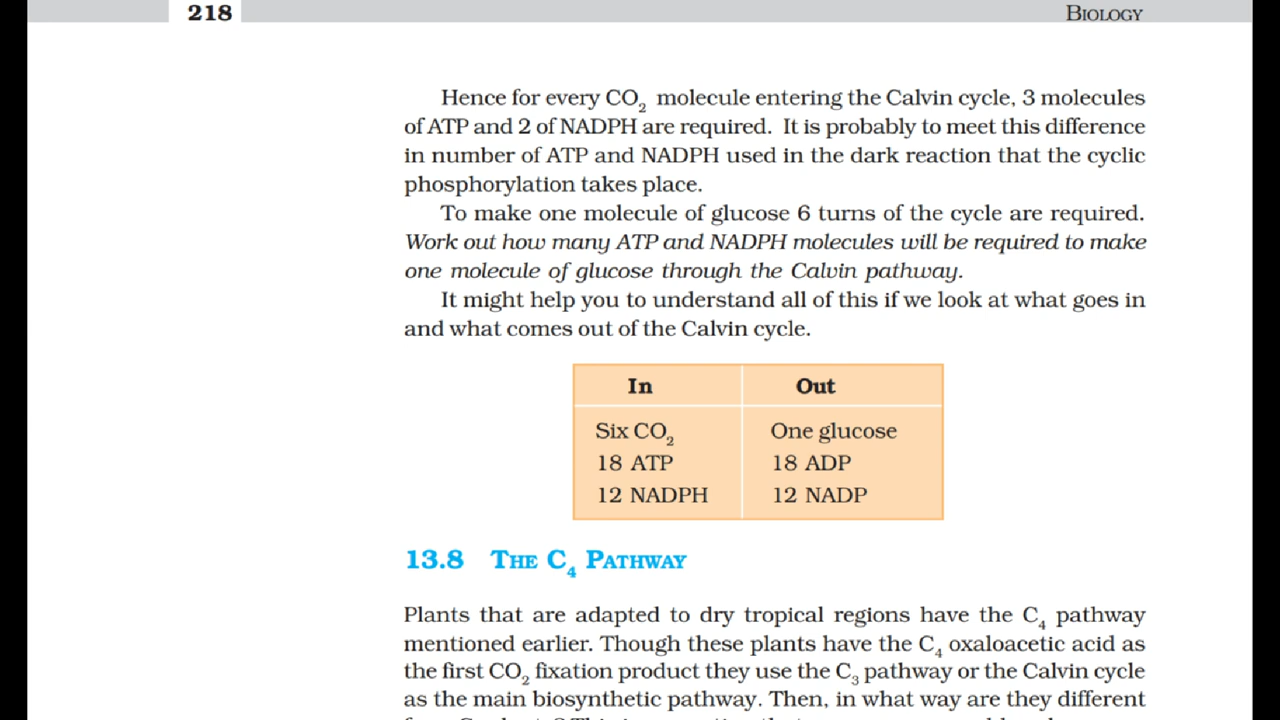 218
BIOLOGY
Hence for every CO₂ molecule entering the Calvin cycle, 3 molecules
of ATP and 2 of NADPH are required. It is probably to meet this difference
in number of ATP and NADPH used in the dark reaction that the cyclic
phosphorylation takes place.
To make one molecule of glucose 6 turns of the cycle are required.
Work out how many ATP and NADPH molecules will be required to make
one molecule of glucose through the Calvin pathway.
It might help you to understand all of this if we look at what goes in
and what comes out of the Calvin cycle.
In Out
Six CO₂ One glucose
18 ATP 18 ADP
12 NADPH 12 NADP
13.8 THE C₄ PATHWAY
Plants that are adapted to dry tropical regions have the C₄ pathway
mentioned earlier. Though these plants have the C₄ oxaloacetic acid as
the first CO₂ fixation product they use the C₃ pathway or the Calvin cycle
as the main biosynthetic pathway. Then, in what way are they different